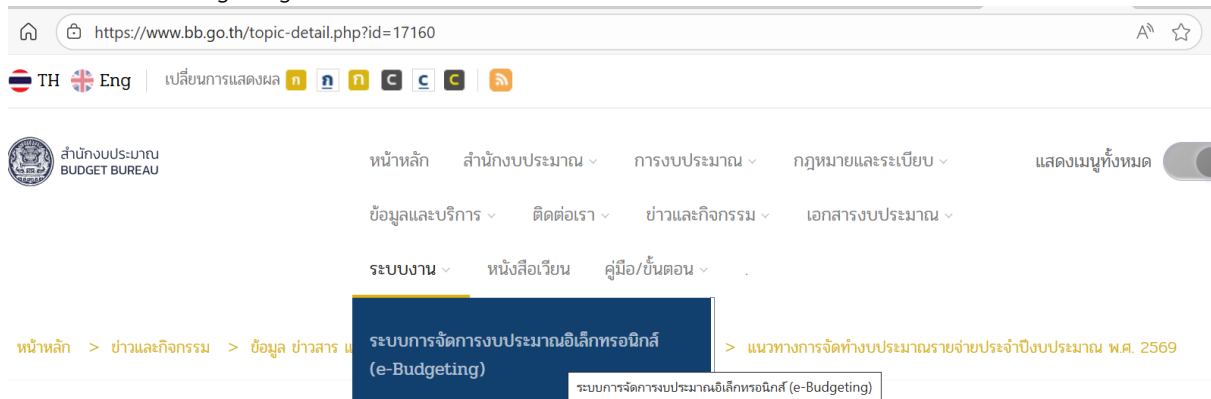 https://www.bb.go.th/topic-detail.php?id=17160
TH Eng เปลี่ยนการแสดงผล ก ก ก C C C
สำนักงบประมาณ
BUDGET BUREAU
หน้าหลัก สำนักงบประมาณ การงบประมาณ กฎหมายและระเบียบ แสดงเมนูทั้งหมด
ข้อมูลและบริการ ติดต่อเรา ข่าวและกิจกรรม เอกสารงบประมาณ
ระบบงาน หนังสือเวียน คู่มือ/ขั้นตอน .
ระบบการจัดการงบประมาณอิเล็กทรอนิกส์
(e-Budgeting)
หน้าหลัก > ข่าวและกิจกรรม > ข้อมูล ข่าวสาร แ > แนวทางการจัดทำงบประมาณรายจ่ายประจำปีงบประมาณ พ.ศ. 2569
ระบบการจัดการงบประมาณอิเล็กทรอนิกส์ (e-Budgeting)